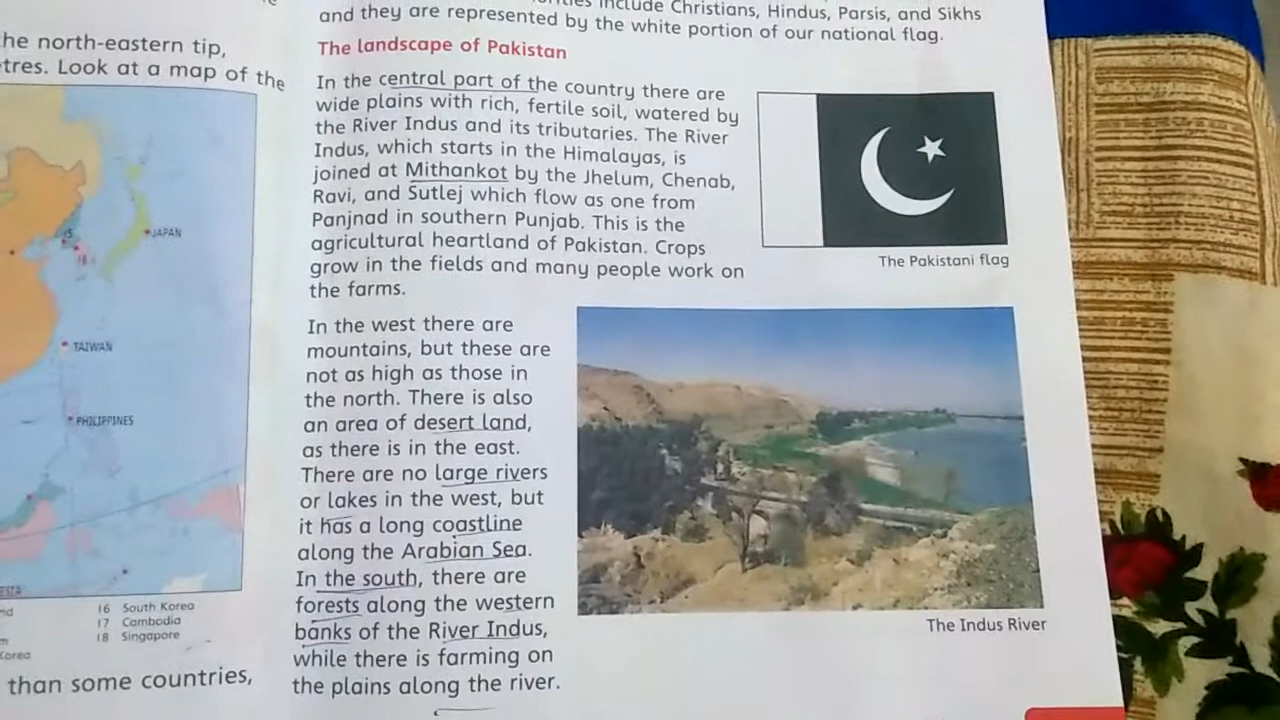 he north-eastern tip,
tres. Look at a map of the
JAPAN
15
18
TAIWAN
PHILIPPINES
16 South Korea
17 Cambodia
18 Singapore
Korea
than some countries,
include Christians, Hindus, Parsis, and Sikhs
and they are represented by the white portion of our national flag.
The landscape of Pakistan
In the central part of the country there are
wide plains with rich, fertile soil, watered by
the River Indus and its tributaries. The River
Indus, which starts in the Himalayas, is
joined at Mithankot by the Jhelum, Chenab,
Ravi, and Sutlej which flow as one from
Panjnad in southern Punjab. This is the
agricultural heartland of Pakistan. Crops
grow in the fields and many people work on
the farms.
The Pakistani flag
In the west there are
mountains, but these are
not as high as those in
the north. There is also
an area of desert land,
as there is in the east.
There are no large rivers
or lakes in the west, but
it has a long coastline
along the Arabian Sea.
In the south, there are
forests along the western
banks of the River Indus,
while there is farming on
the plains along the river.
The Indus River